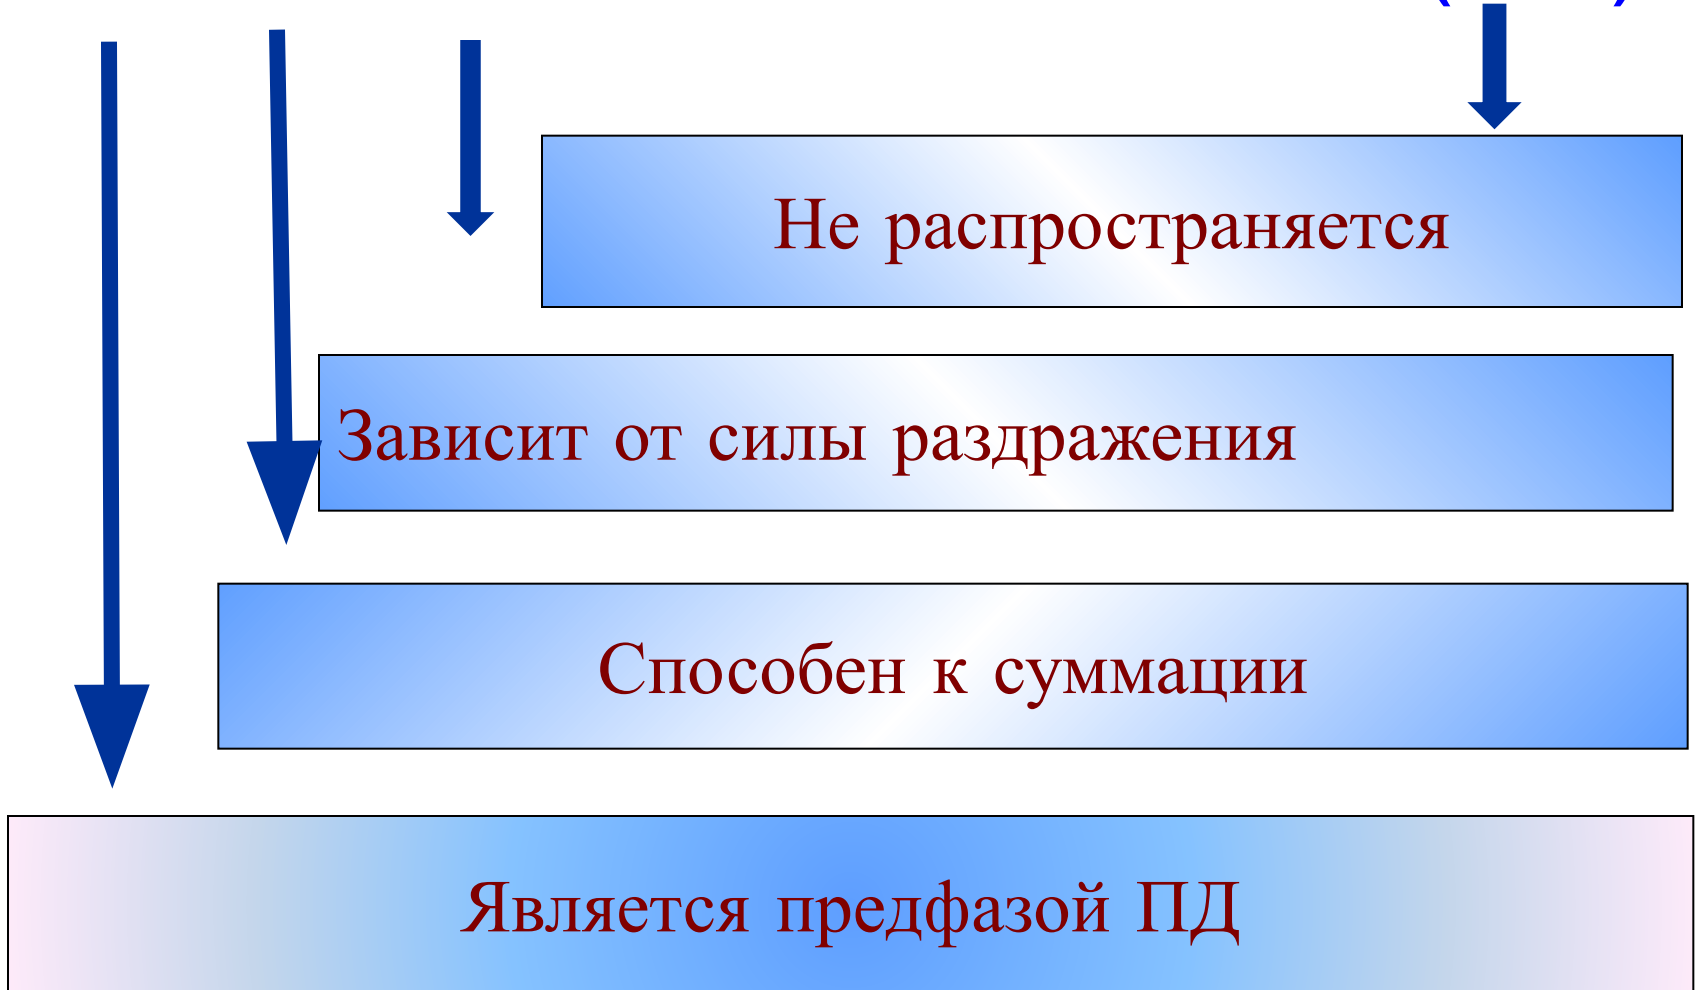 Не распространяется
Зависит от силы раздражения
Способен к суммации
Является предфазой ПД